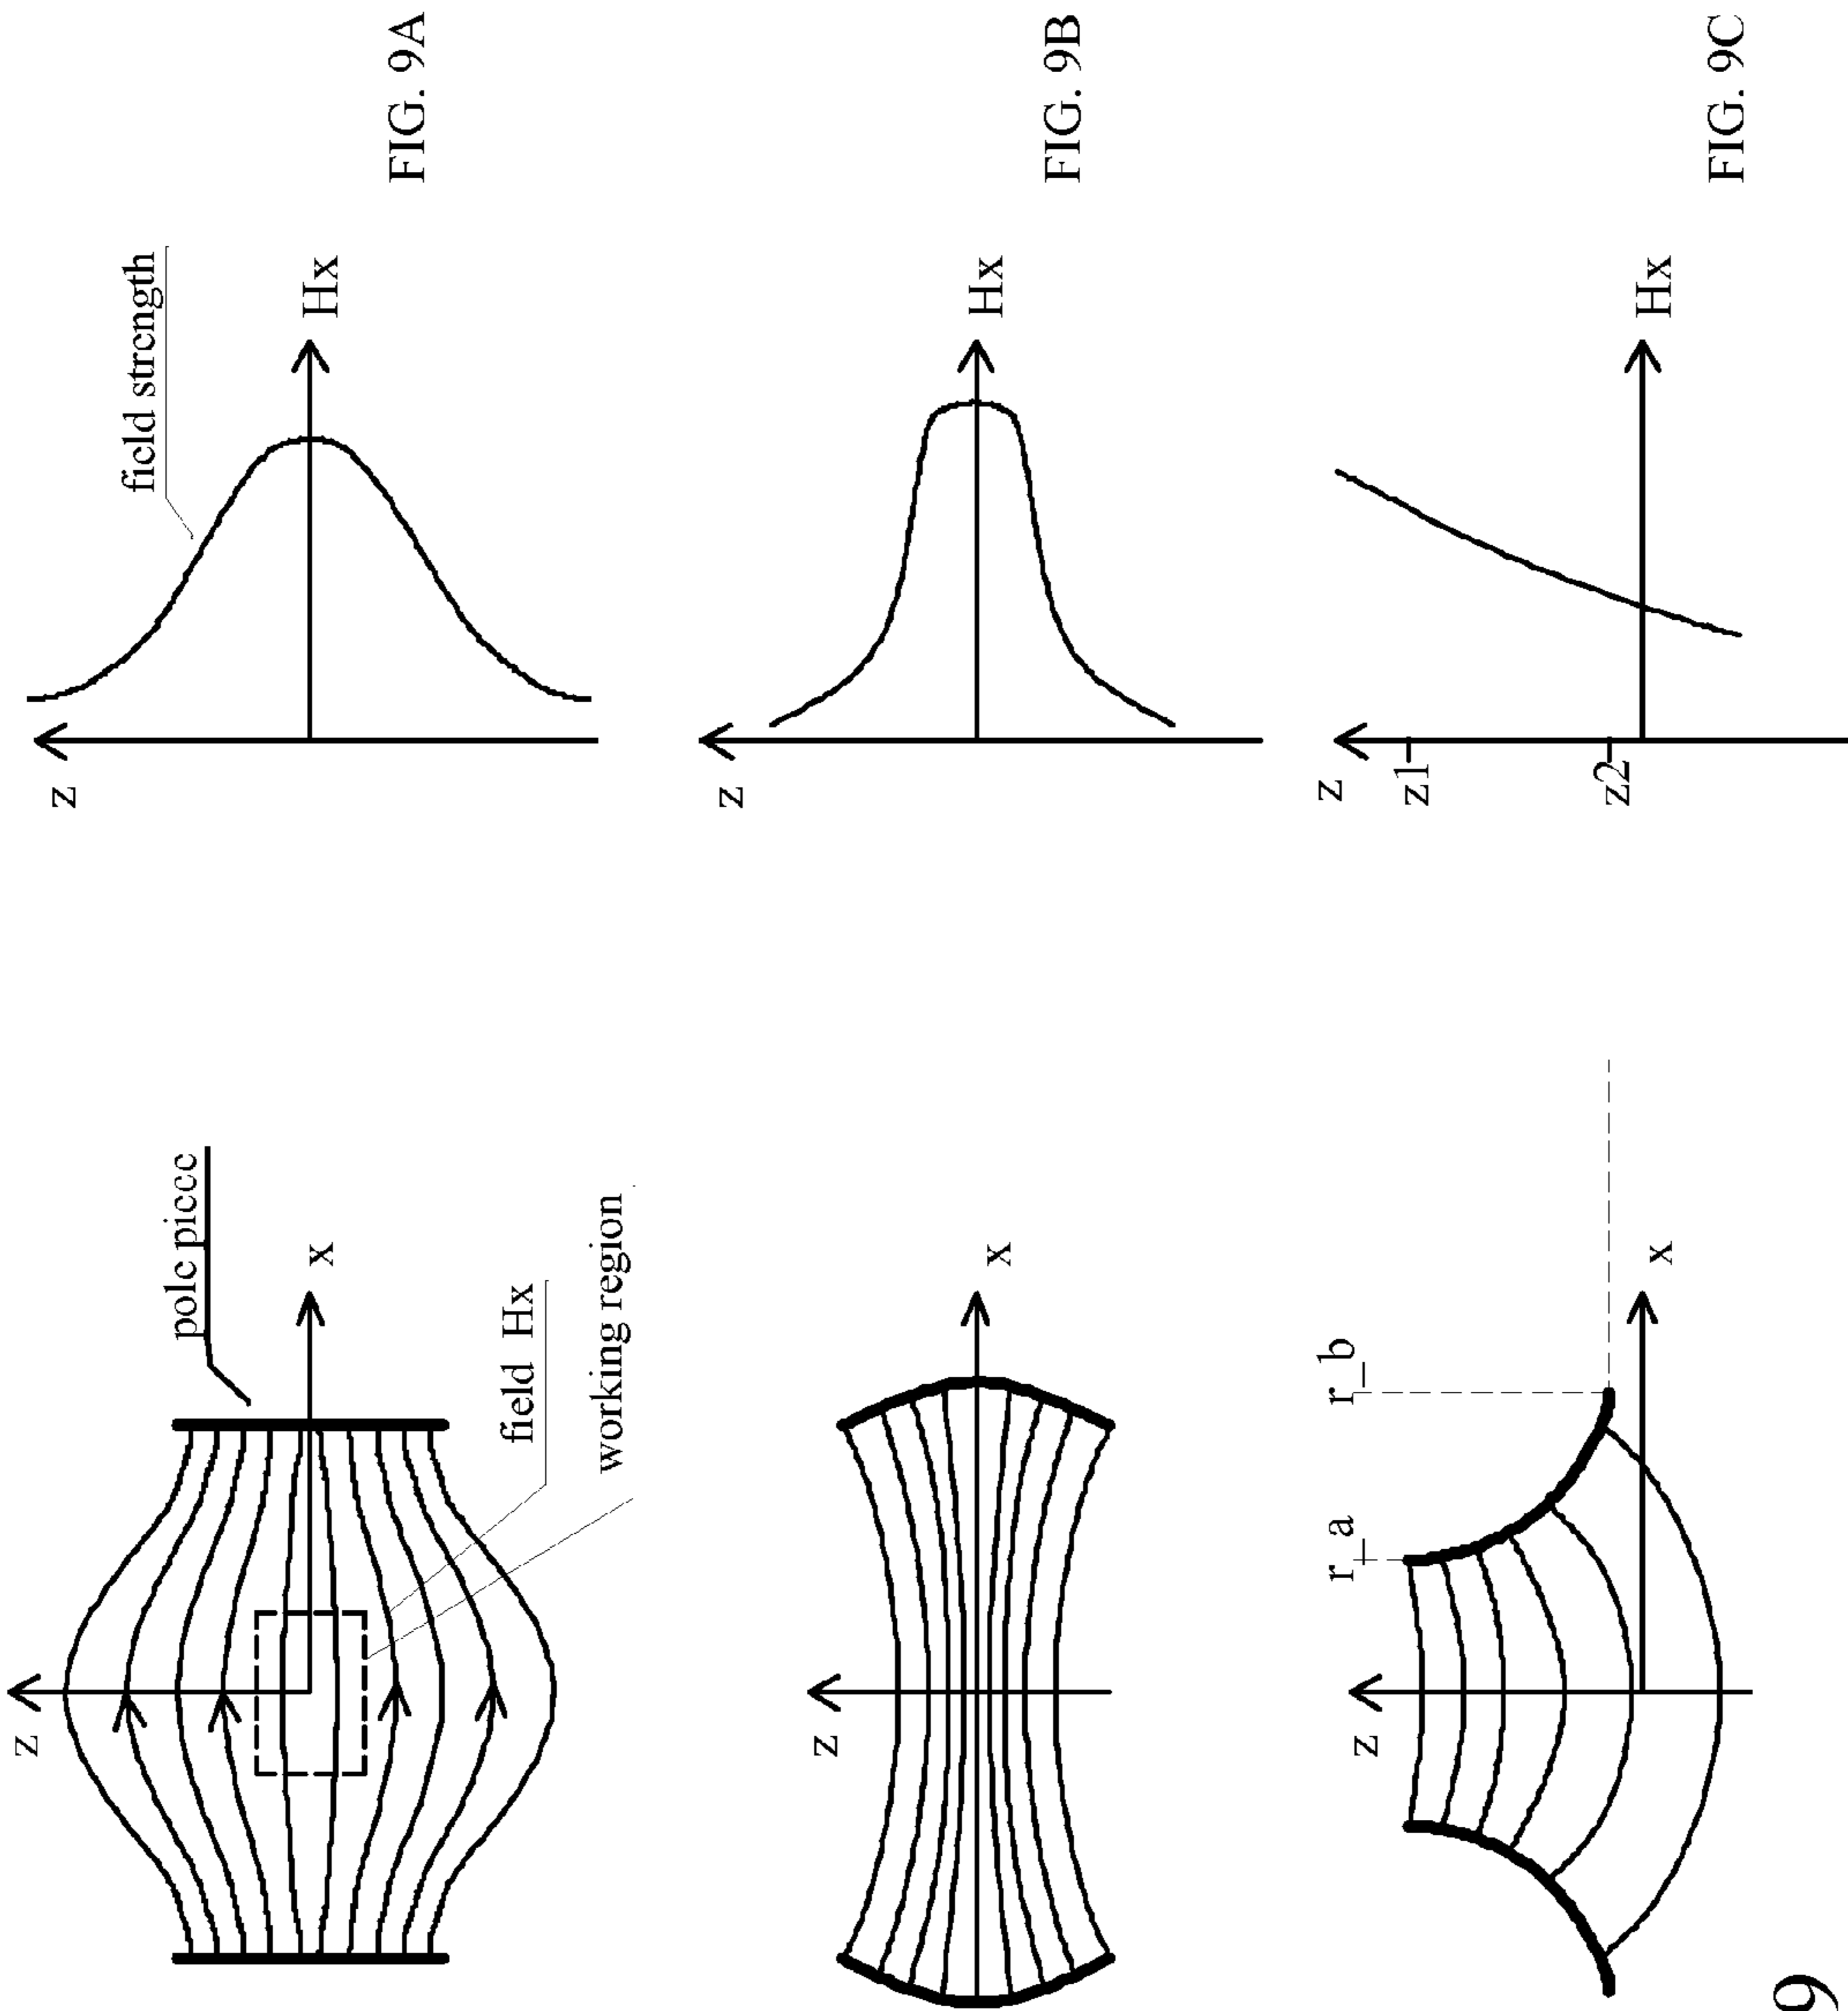 z
pole piece
x
field Hx
working region
z
field strength
Hx
FIG. 9A
z
x
z
Hx
FIG. 9B
z
r_a
r_b
x
z
z1
z2
Hx
FIG. 9C
9